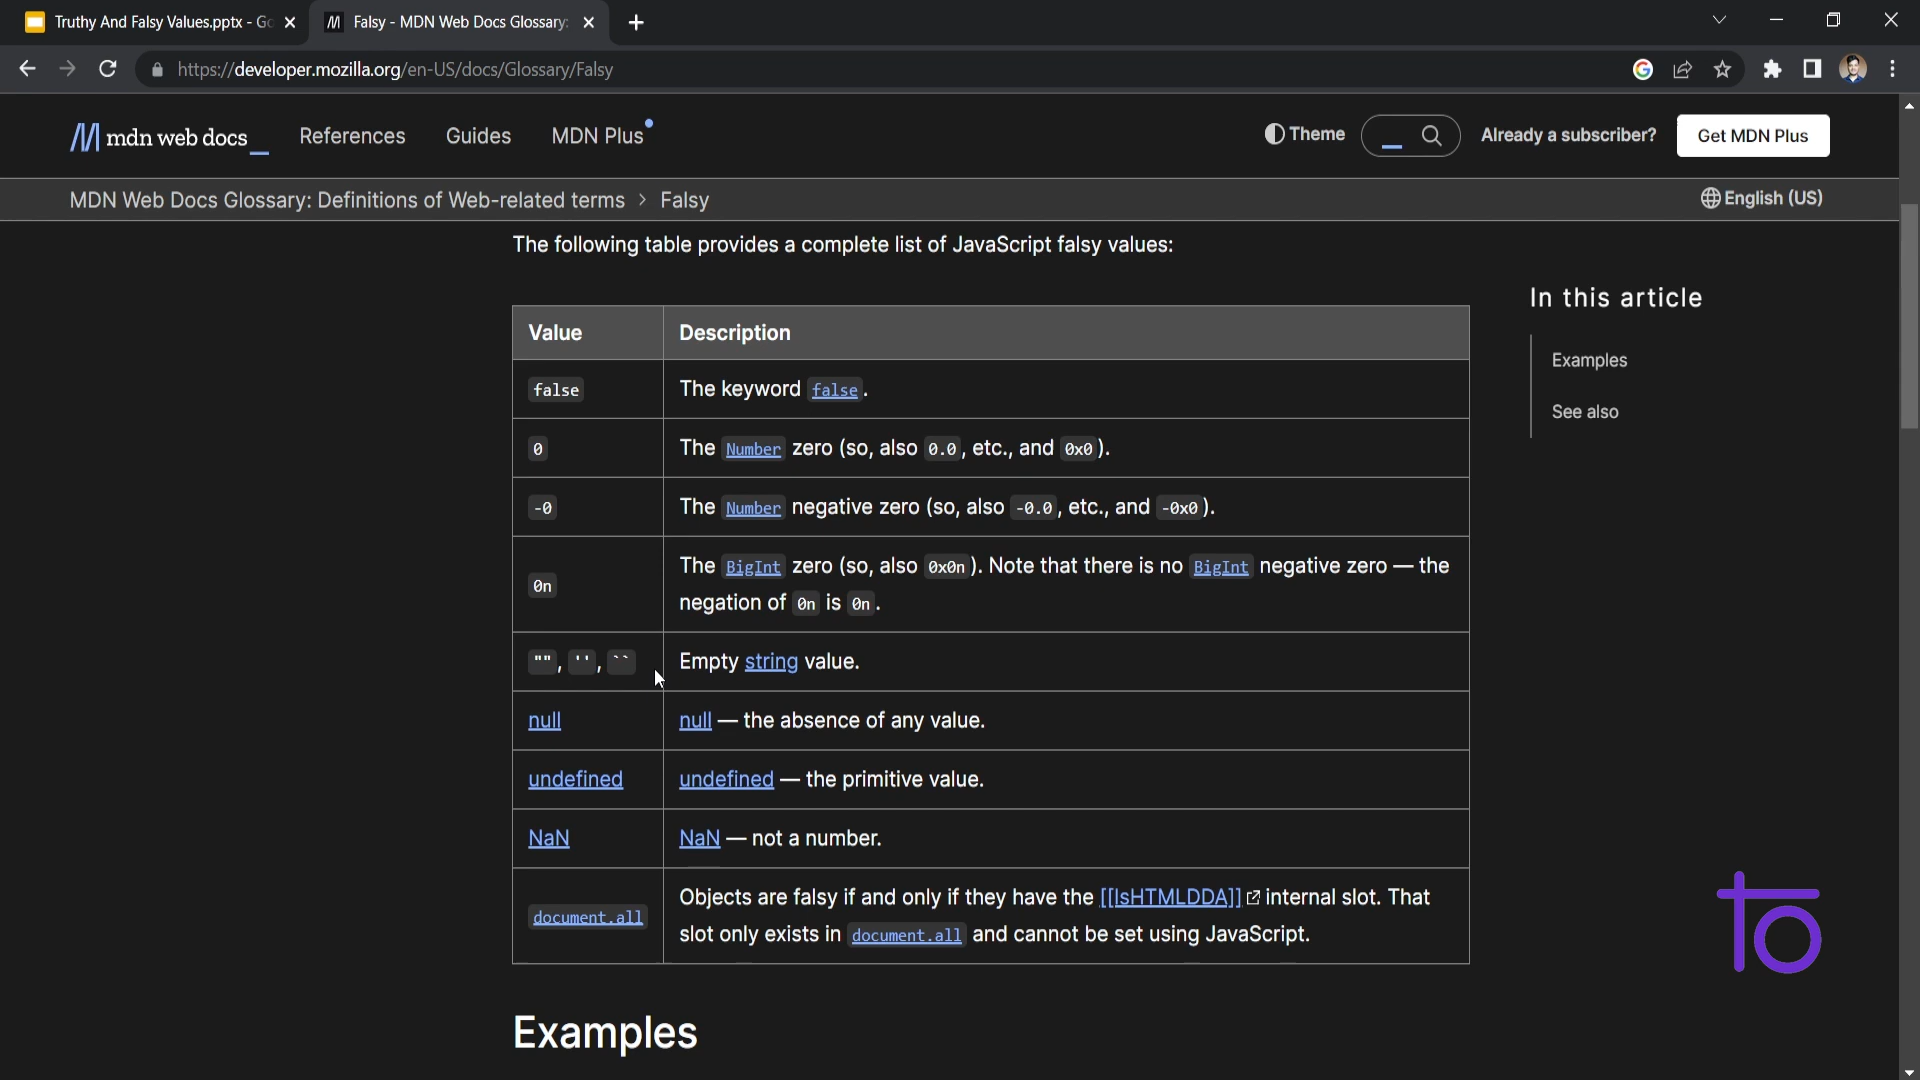 Truthy And Falsy Values.pptx - Go
Falsy - MDN Web Docs Glossary:
https://developer.mozilla.org/en-US/docs/Glossary/Falsy
mdn web docs_
References
Guides
MDN Plus
Theme
Already a subscriber?
Get MDN Plus
MDN Web Docs Glossary: Definitions of Web-related terms > Falsy
English (US)
The following table provides a complete list of JavaScript falsy values:
In this article
Examples
See also
Value Description
false The keyword false.
0 The Number zero (so, also 0.0, etc., and 0x0).
-0 The Number negative zero (so, also -0.0, etc., and -0x0).
0n The BigInt zero (so, also 0x0n). Note that there is no BigInt negative zero — the
negation of 0n is 0n.
"", '', `` Empty string value.
null null — the absence of any value.
undefined undefined — the primitive value.
NaN NaN — not a number.
document.all Objects are falsy if and only if they have the [[IsHTMLDDA]] internal slot. That
slot only exists in document.all and cannot be set using JavaScript.
Examples